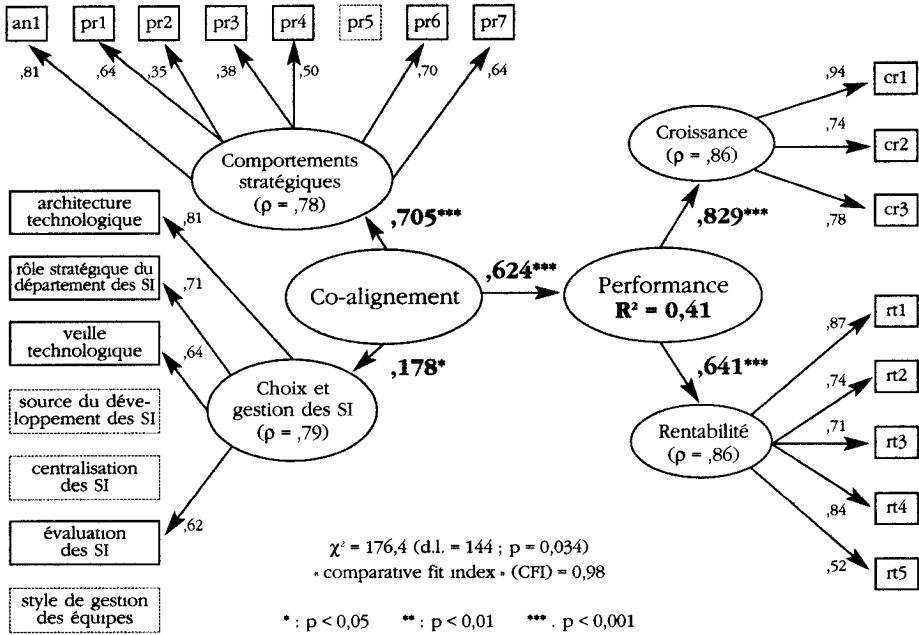 an1 pr1 pr2 pr3 pr4 pr5 pr6 pr7
,81 ,64 ,35 ,38 ,50 ,70 ,64
Comportements
stratégiques
(ρ = ,78)
architecture
technologique
,81
rôle stratégique du
département des SI
,71
veille
technologique
,64
source du déve-
loppement des SI
centralisation
des SI
évaluation
des SI
,62
style de gestion
des équipes
Choix et
gestion des SI
(ρ = ,79)
,705***
Co-alignement
,178*
,624***
Performance
R² = 0,41
,829***
,641***
Croissance
(ρ = ,86)
,94 cr1
,74 cr2
,78 cr3
Rentabilité
(ρ = ,86)
,87 rt1
,74 rt2
,71 rt3
,84 rt4
,52 rt5
χ² = 176,4 (d.l. = 144 ; p = 0,034)
« comparative fit index » (CFI) = 0,98
* : p < 0,05 ** : p < 0,01 *** . p < 0,001